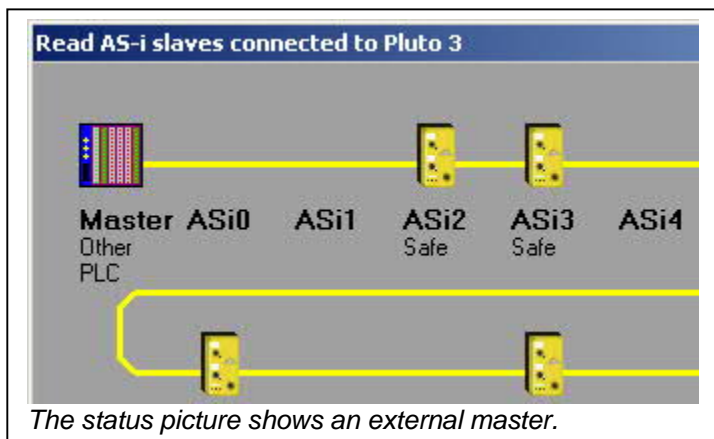 Read AS-i slaves connected to Pluto 3
Master ASi0 ASi1 ASi2 ASi3 ASi4
Other Safe Safe
PLC
The status picture shows an external master.